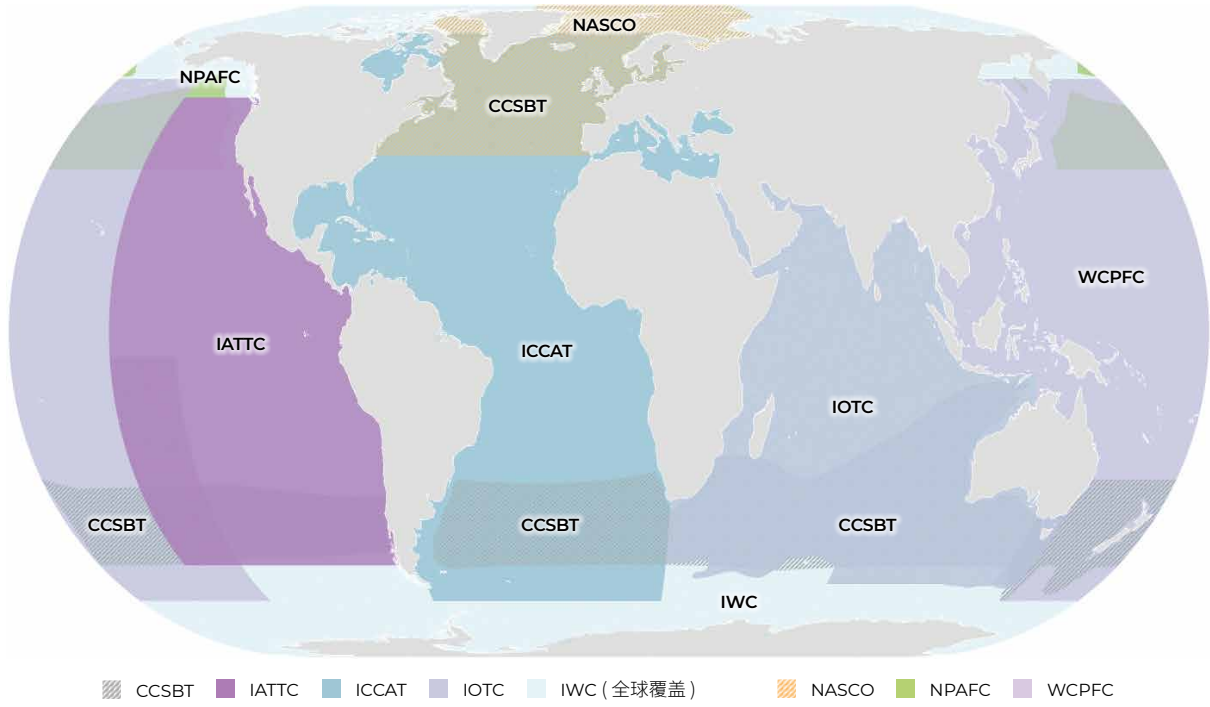 NASCO
NPAFC
CCSBT
WCPFC
IATTC
ICCAT
IOTC
CCSBT
CCSBT
CCSBT
IWC
CCSBT IATTC ICCAT IOTC IWC ( 全球覆盖 ) NASCO NPAFC WCPFC